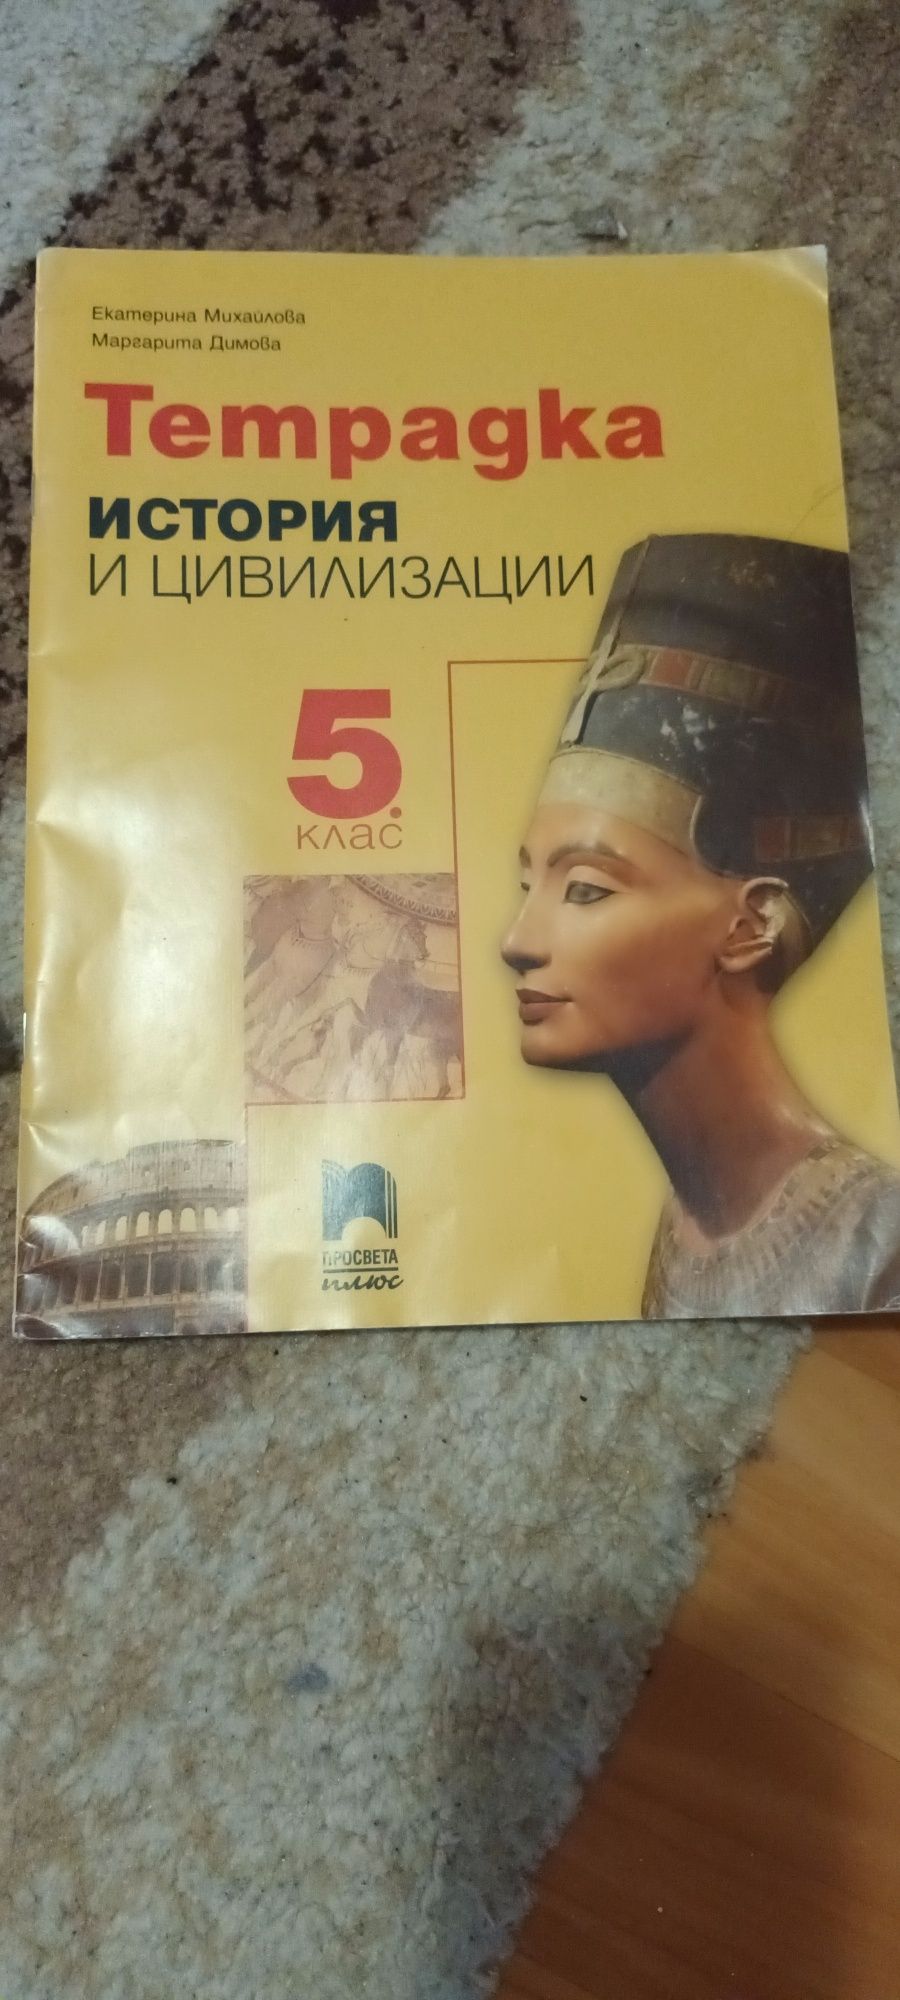 Екатерина Михайлова
Маргарита Димова
Тетрадка
ИСТОРИЯ
И ЦИВИЛИЗАЦИИ
5.
клас
ПРОСВЕТА
плюс